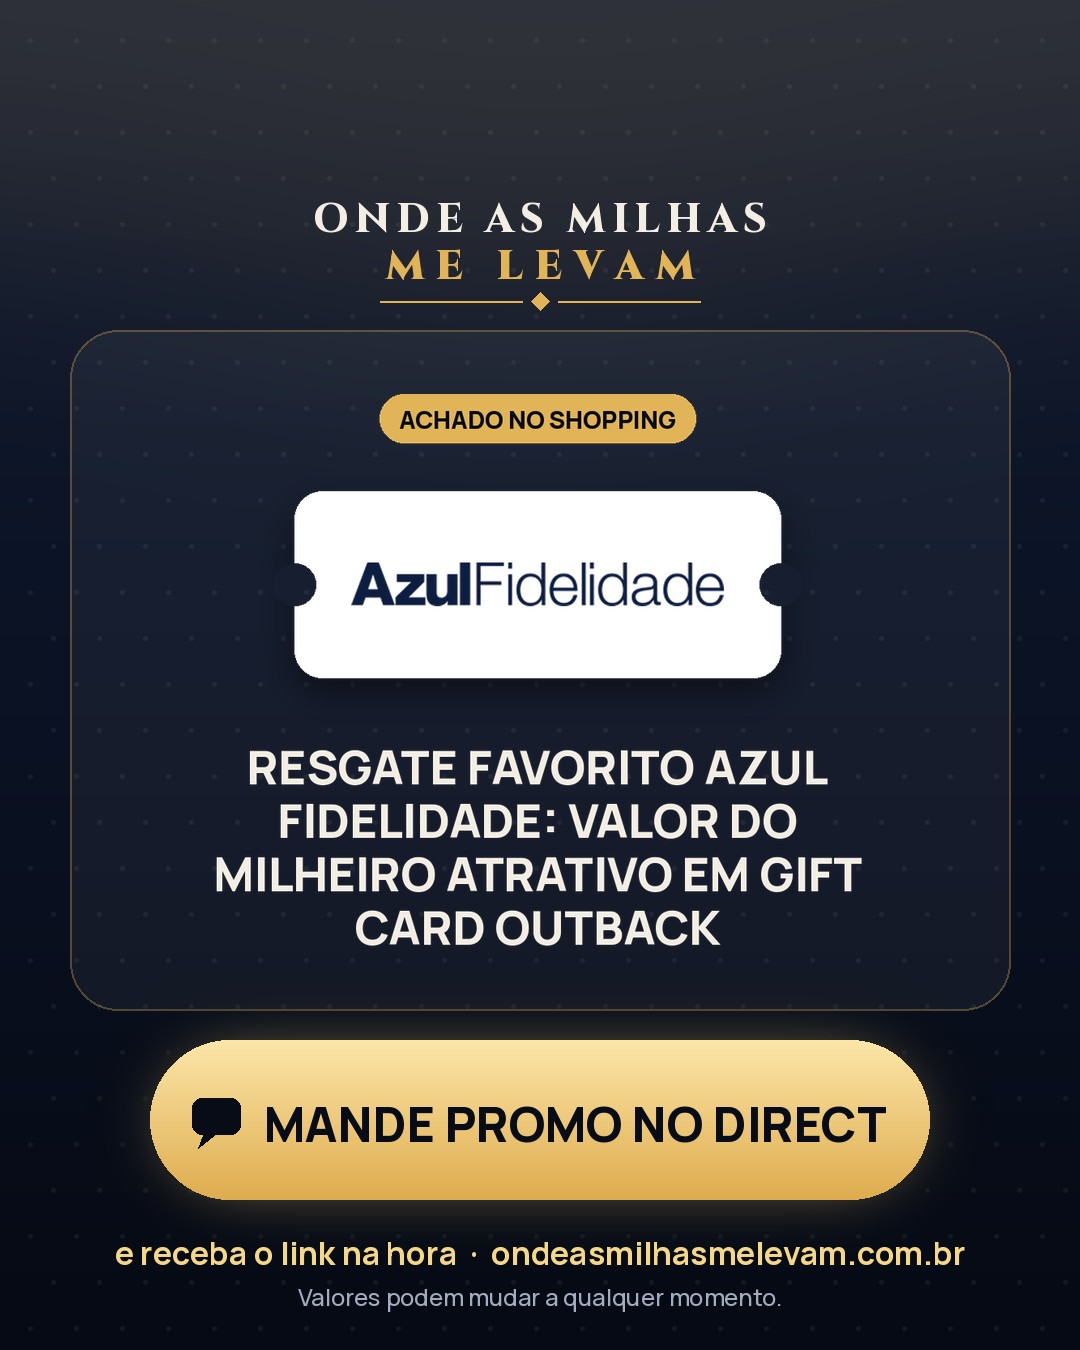 ONDE AS MILHAS
ME LEVAM
ACHADO NO SHOPPING
AzulFidelidade
RESGATE FAVORITO AZUL
FIDELIDADE: VALOR DO
MILHEIRO ATRATIVO EM GIFT
CARD OUTBACK
MANDE PROMO NO DIRECT
e receba o link na hora · ondeasmilhasmelevam.com.br
Valores podem mudar a qualquer momento.